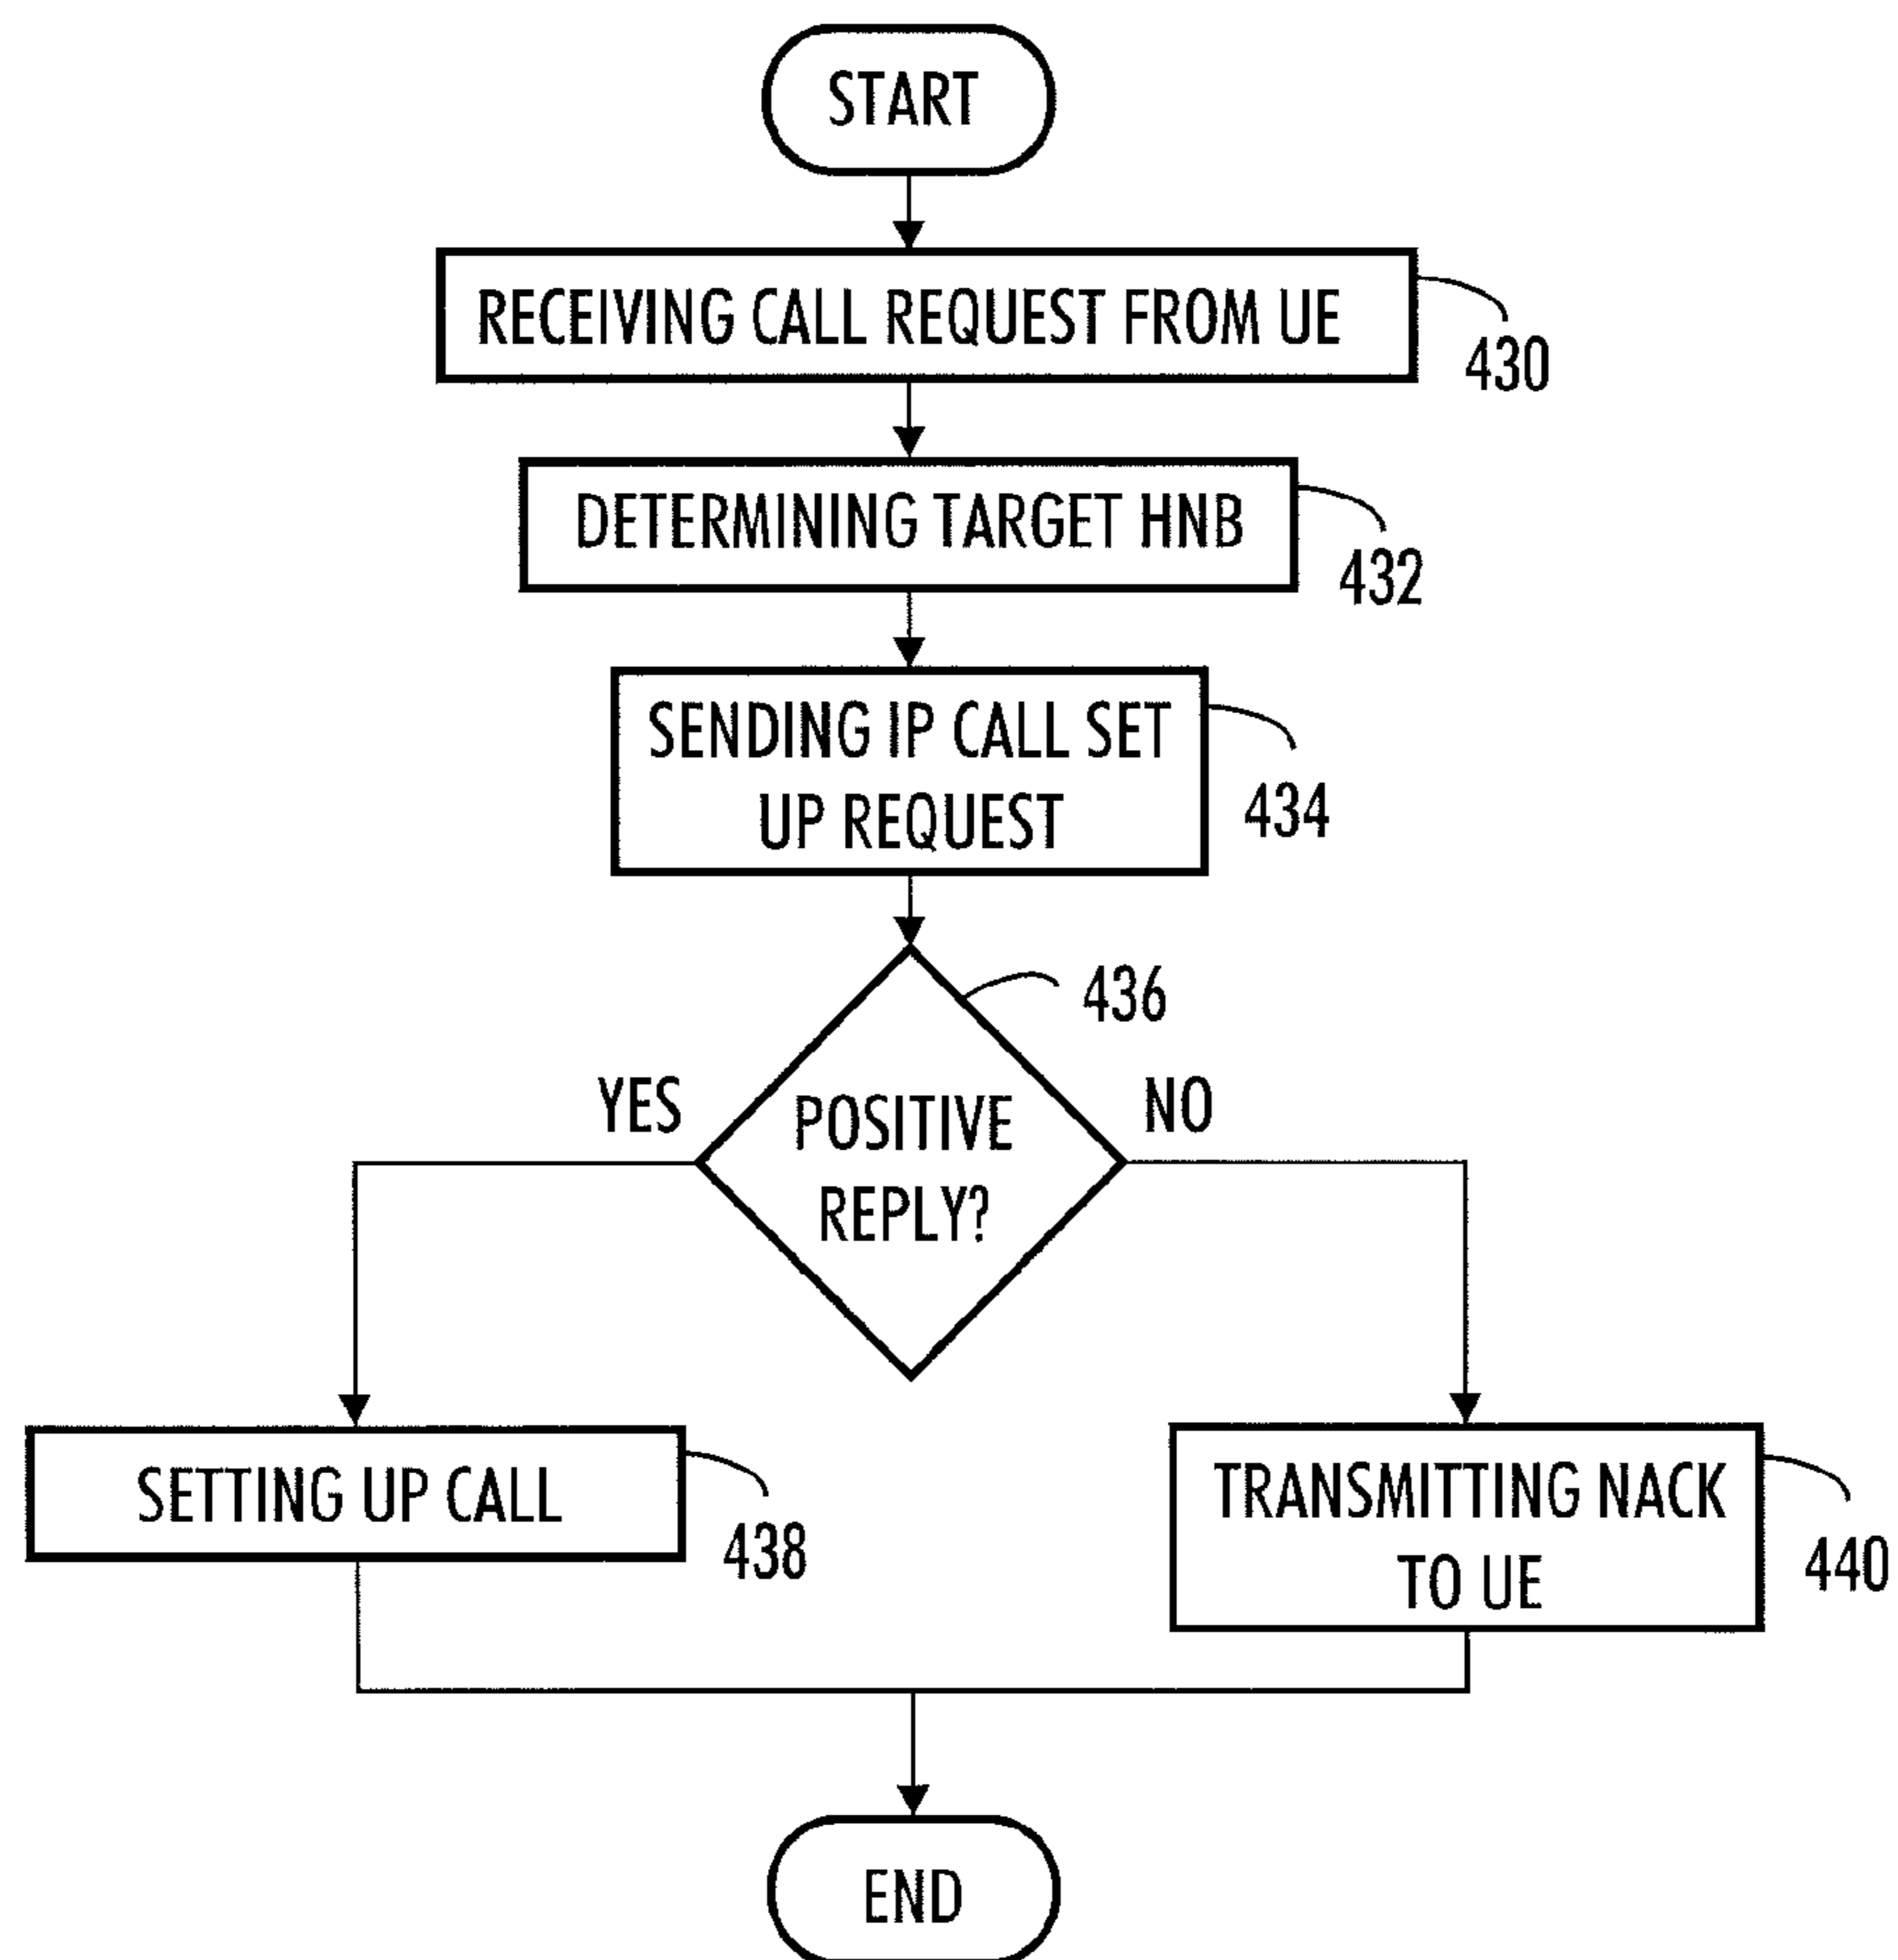 START
RECEIVING CALL REQUEST FROM UE
430
DETERMINING TARGET HNB
432
SENDING IP CALL SET
UP REQUEST
434
436
YES
NO
POSITIVE
REPLY?
SETTING UP CALL
438
TRANSMITTING NACK
TO UE
440
END